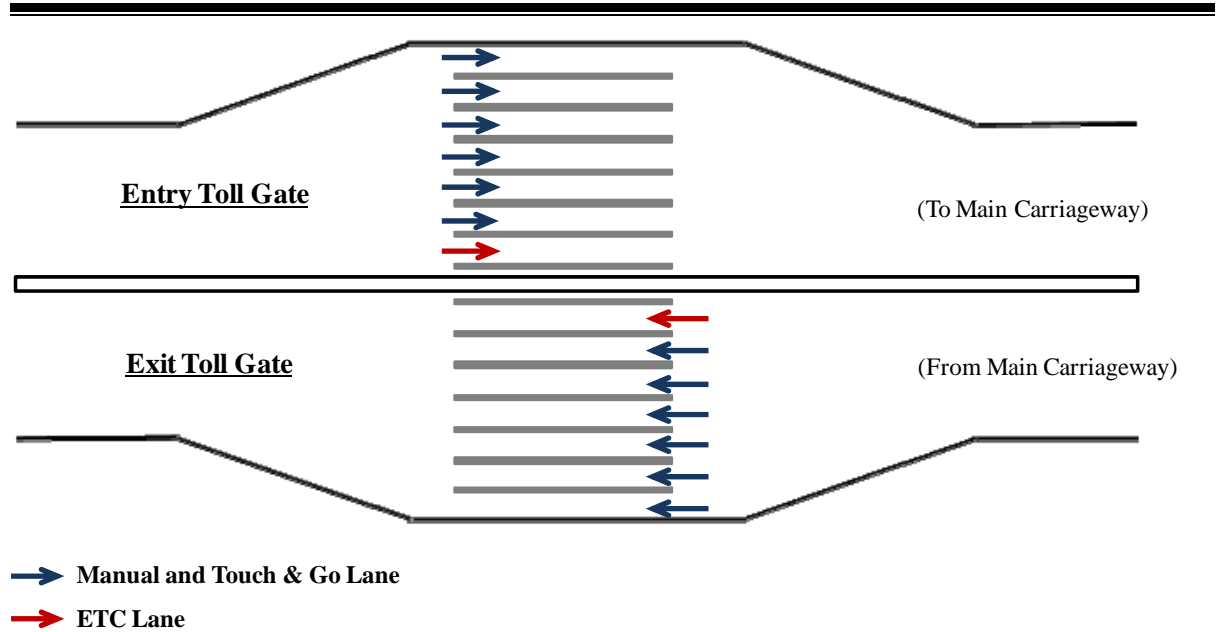 Entry Toll Gate
(To Main Carriageway)
Exit Toll Gate
(From Main Carriageway)
Manual and Touch & Go Lane
ETC Lane